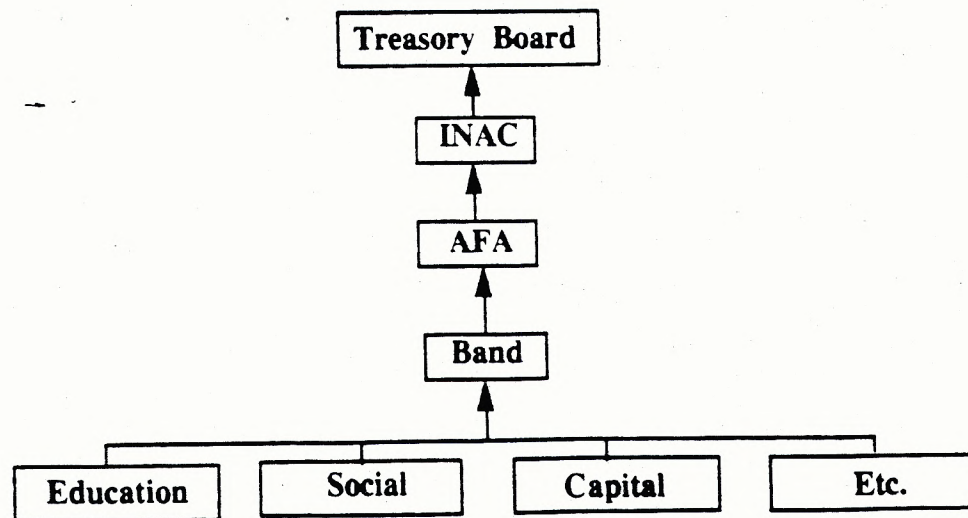 Treasory Board
INAC
AFA
Band
Education Social Capital Etc.